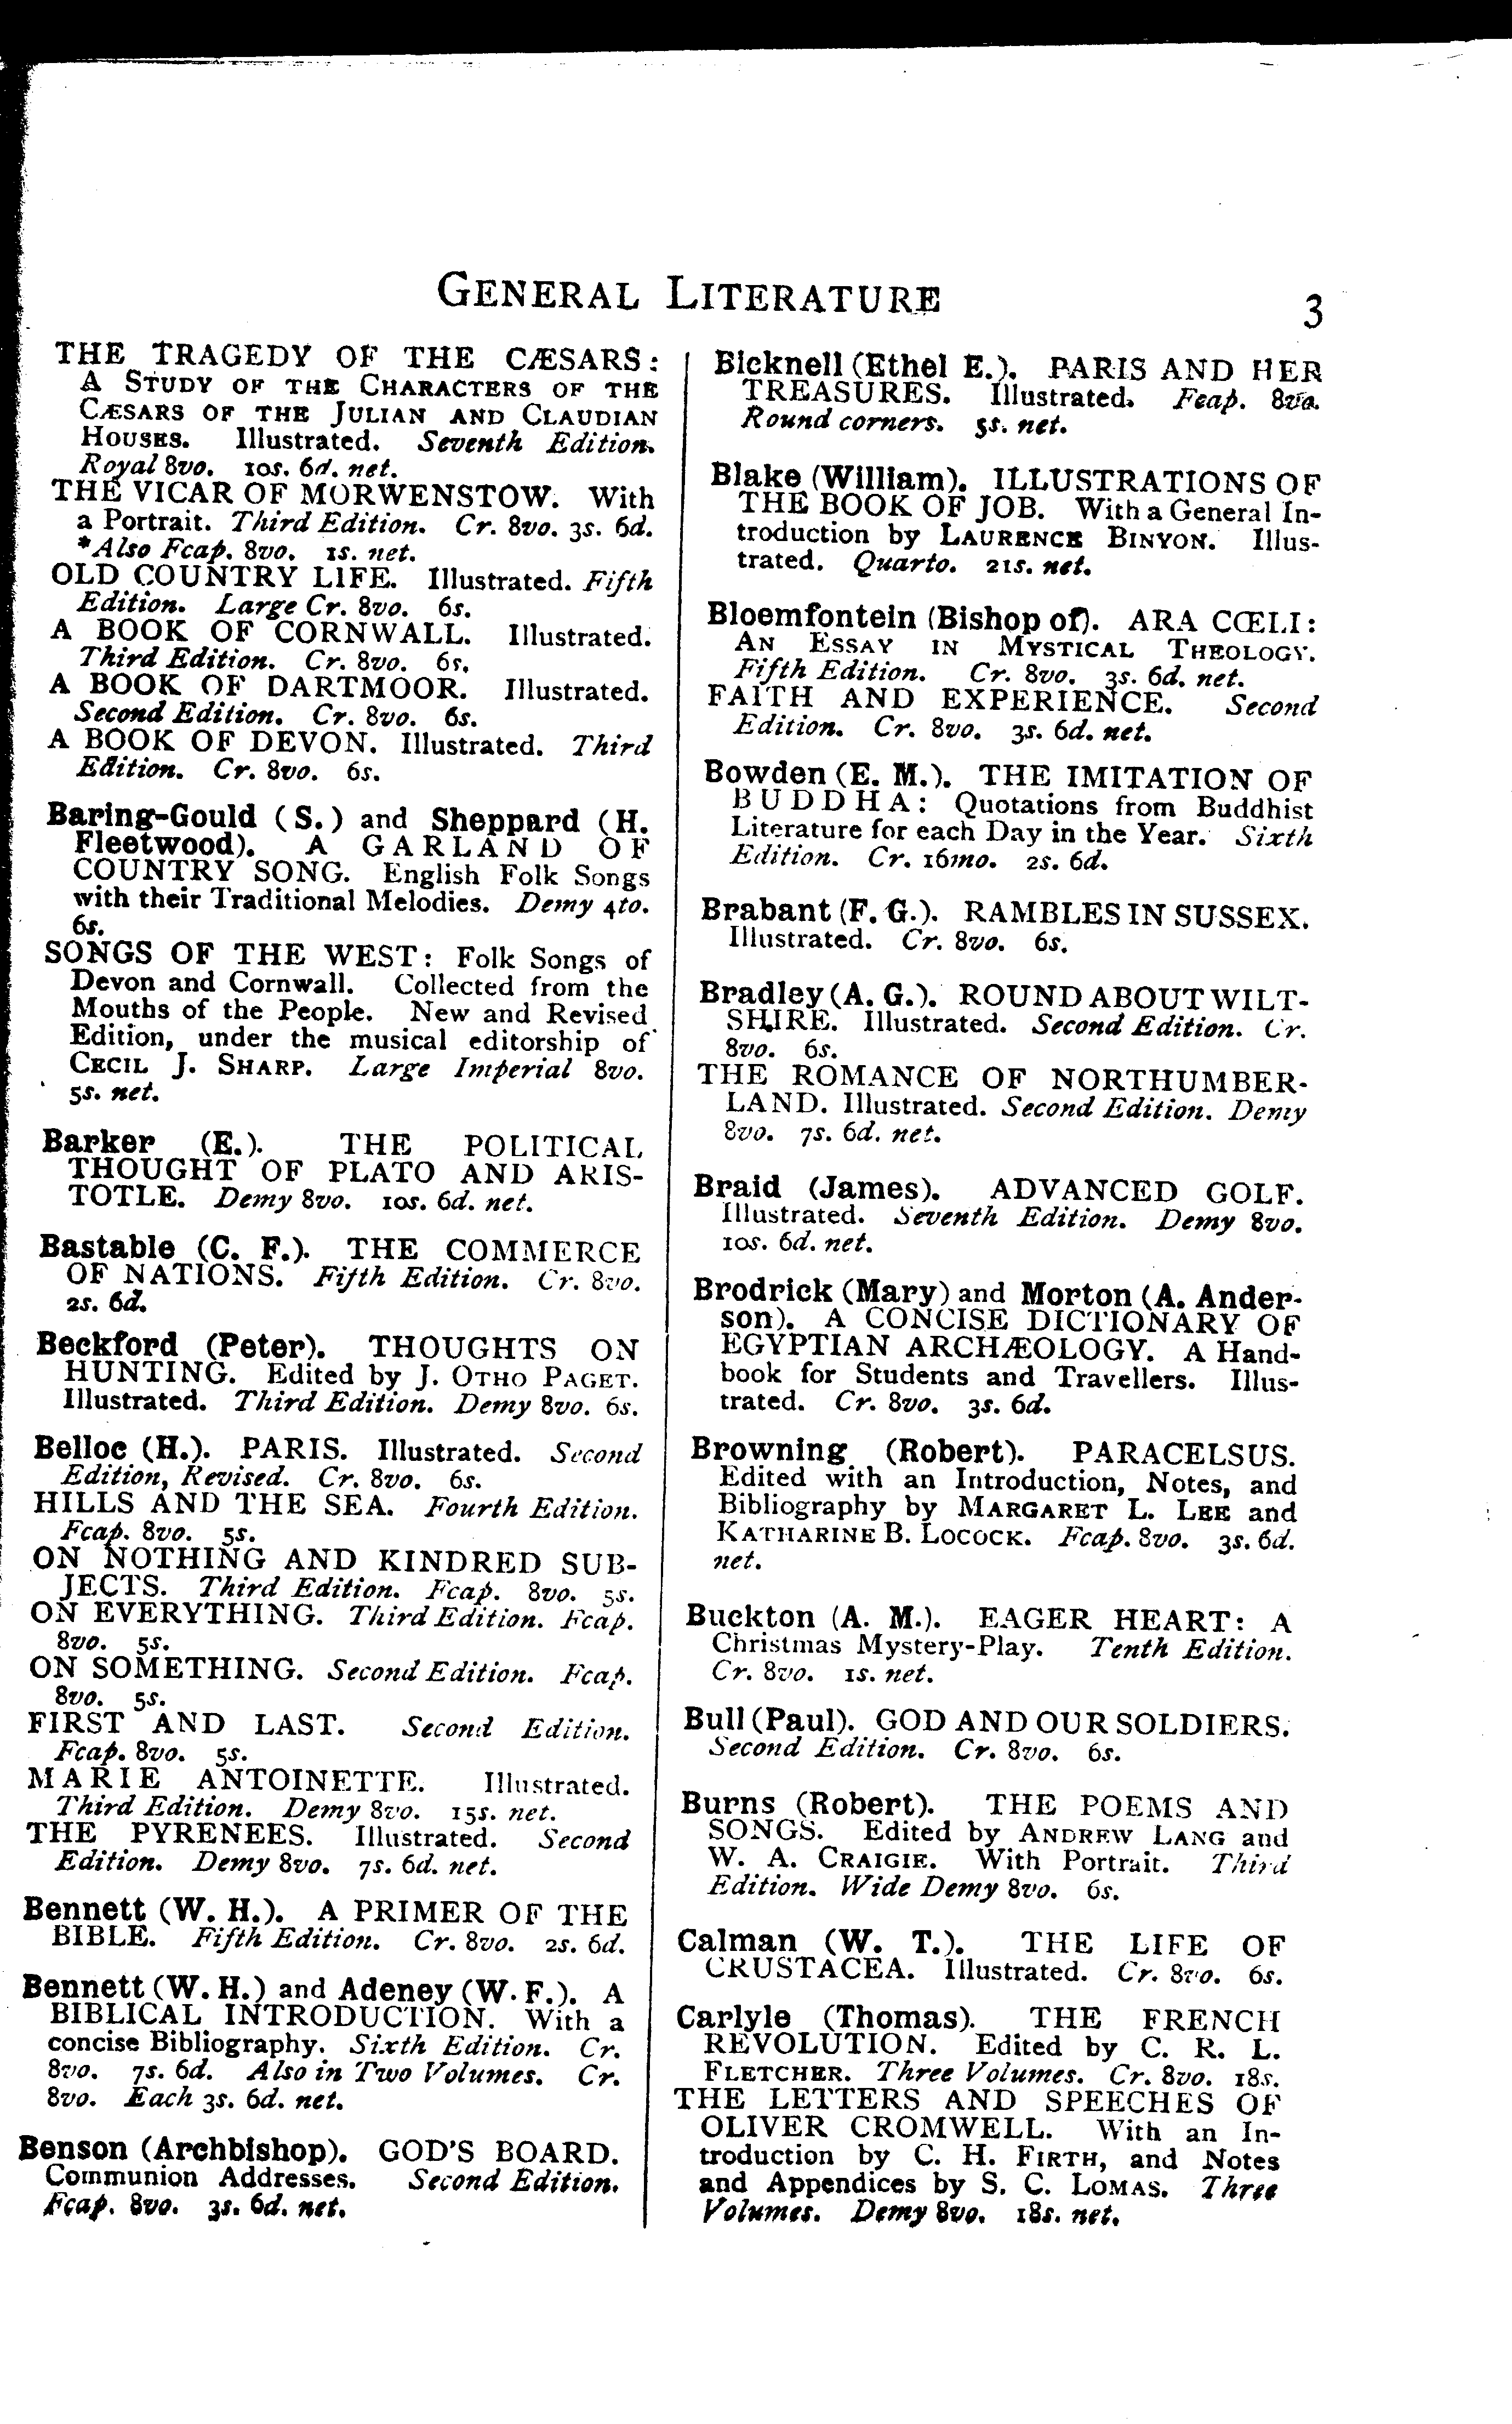 GENERAL LITERATURE
3
THE TRAGEDY OF THE CÆSARS:
A STUDY OF THE CHARACTERS OF THE
CÆSARS OF THE JULIAN AND CLAUDIAN
HOUSES. Illustrated. Seventh Edition.
Royal 8vo. 10s. 6d. net.
THE VICAR OF MORWENSTOW. With
a Portrait. Third Edition. Cr. 8vo. 3s. 6d.
*Also Fcap. 8vo. 1s. net.
OLD COUNTRY LIFE. Illustrated. Fifth
Edition. Large Cr. 8vo. 6s.
A BOOK OF CORNWALL. Illustrated.
Third Edition. Cr. 8vo. 6s.
A BOOK OF DARTMOOR. Illustrated.
Second Edition. Cr. 8vo. 6s.
A BOOK OF DEVON. Illustrated. Third
Edition. Cr. 8vo. 6s.
Baring-Gould (S.) and Sheppard (H.
Fleetwood). A GARLAND OF
COUNTRY SONG. English Folk Songs
with their Traditional Melodies. Demy 4to.
6s.
SONGS OF THE WEST: Folk Songs of
Devon and Cornwall. Collected from the
Mouths of the People. New and Revised
Edition, under the musical editorship of
CECIL J. SHARP. Large Imperial 8vo.
5s. net.
Barker (E.). THE POLITICAL
THOUGHT OF PLATO AND ARIS-
TOTLE. Demy 8vo. 10s. 6d. net.
Bastable (C. F.). THE COMMERCE
OF NATIONS. Fifth Edition. Cr. 8vo.
2s. 6d.
Beckford (Peter). THOUGHTS ON
HUNTING. Edited by J. OTHO PAGET.
Illustrated. Third Edition. Demy 8vo. 6s.
Belloc (H.). PARIS. Illustrated. Second
Edition, Revised. Cr. 8vo. 6s.
HILLS AND THE SEA. Fourth Edition.
Fcap. 8vo. 5s.
ON NOTHING AND KINDRED SUB-
JECTS. Third Edition. Fcap. 8vo. 5s.
ON EVERYTHING. Third Edition. Fcap.
8vo. 5s.
ON SOMETHING. Second Edition. Fcap.
8vo. 5s.
FIRST AND LAST. Second Edition.
Fcap. 8vo. 5s.
MARIE ANTOINETTE. Illustrated.
Third Edition. Demy 8vo. 15s. net.
THE PYRENEES. Illustrated. Second
Edition. Demy 8vo. 7s. 6d. net.
Bennett (W. H.). A PRIMER OF THE
BIBLE. Fifth Edition. Cr. 8vo. 2s. 6d.
Bennett (W. H.) and Adeney (W. F.). A
BIBLICAL INTRODUCTION. With a
concise Bibliography. Sixth Edition. Cr.
8vo. 7s. 6d. Also in Two Volumes. Cr.
8vo. Each 3s. 6d. net.
Benson (Archbishop). GOD'S BOARD.
Communion Addresses. Second Edition.
Fcap. 8vo. 3s. 6d. net.
Bicknell (Ethel E.). PARIS AND HER
TREASURES. Illustrated. Fcap. 8vo.
Round corners. 5s. net.
Blake (William). ILLUSTRATIONS OF
THE BOOK OF JOB. With a General In-
troduction by LAURENCE BINYON. Illus-
trated. Quarto. 21s. net.
Bloemfontein (Bishop of). ARA CŒLI:
AN ESSAY IN MYSTICAL THEOLOGY.
Fifth Edition. Cr. 8vo. 3s. 6d. net.
FAITH AND EXPERIENCE. Second
Edition. Cr. 8vo. 3s. 6d. net.
Bowden (E. M.). THE IMITATION OF
BUDDHA: Quotations from Buddhist
Literature for each Day in the Year. Sixth
Edition. Cr. 16mo. 2s. 6d.
Brabant (F. G.). RAMBLES IN SUSSEX.
Illustrated. Cr. 8vo. 6s.
Bradley (A. G.). ROUND ABOUT WILT-
SHIRE. Illustrated. Second Edition. Cr.
8vo. 6s.
THE ROMANCE OF NORTHUMBER-
LAND. Illustrated. Second Edition. Demy
8vo. 7s. 6d. net.
Braid (James). ADVANCED GOLF.
Illustrated. Seventh Edition. Demy 8vo.
10s. 6d. net.
Brodrick (Mary) and Morton (A. Ander-
son). A CONCISE DICTIONARY OF
EGYPTIAN ARCHÆOLOGY. A Hand-
book for Students and Travellers. Illus-
trated. Cr. 8vo. 3s. 6d.
Browning (Robert). PARACELSUS.
Edited with an Introduction, Notes, and
Bibliography by MARGARET L. LEE and
KATHARINE B. LOCOCK. Fcap. 8vo. 3s. 6d.
net.
Buckton (A. M.). EAGER HEART: A
Christmas Mystery-Play. Tenth Edition.
Cr. 8vo. 1s. net.
Bull (Paul). GOD AND OUR SOLDIERS.
Second Edition. Cr. 8vo. 6s.
Burns (Robert). THE POEMS AND
SONGS. Edited by ANDREW LANG and
W. A. CRAIGIE. With Portrait. Third
Edition. Wide Demy 8vo. 6s.
Calman (W. T.). THE LIFE OF
CRUSTACEA. Illustrated. Cr. 8vo. 6s.
Carlyle (Thomas). THE FRENCH
REVOLUTION. Edited by C. R. L.
FLETCHER. Three Volumes. Cr. 8vo. 18s.
THE LETTERS AND SPEECHES OF
OLIVER CROMWELL. With an In-
troduction by C. H. FIRTH, and Notes
and Appendices by S. C. LOMAS. Three
Volumes. Demy 8vo. 18s. net.